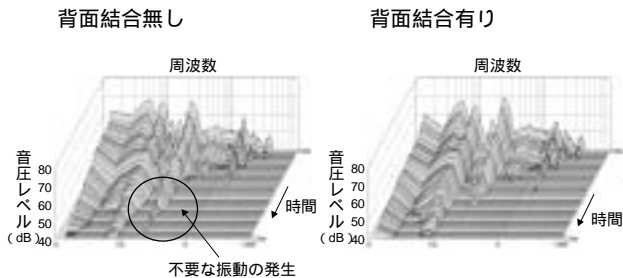 背面結合無し
周波数
音圧レベル
(dB)
80
70
60
50
40
時間
不要な振動の発生
背面結合有り
周波数
音圧レベル
(dB)
80
70
60
50
40
時間